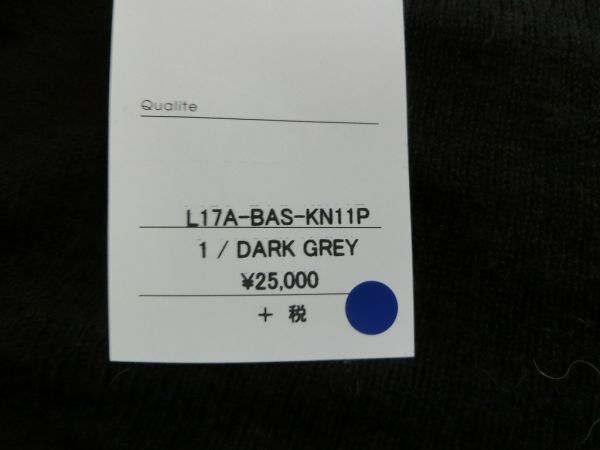 Qualite
L17A-BAS-KN11P
1 / DARK GREY
¥25,000
+ 税